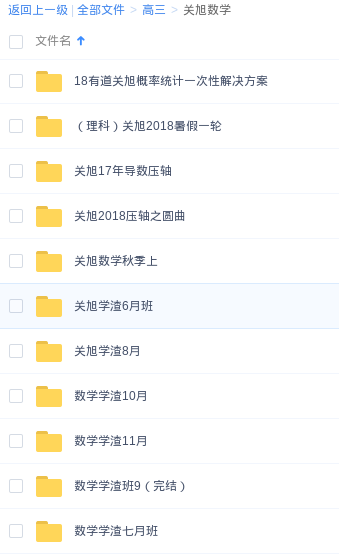 返回上一级 | 全部文件 > 高三 > 关旭数学
文件名
18有道关旭概率统计一次性解决方案
（理科）关旭2018暑假一轮
关旭17年导数压轴
关旭2018压轴之圆曲
关旭数学秋季上
关旭学渣6月班
关旭学渣8月
数学学渣10月
数学学渣11月
数学学渣班9（完结）
数学学渣七月班